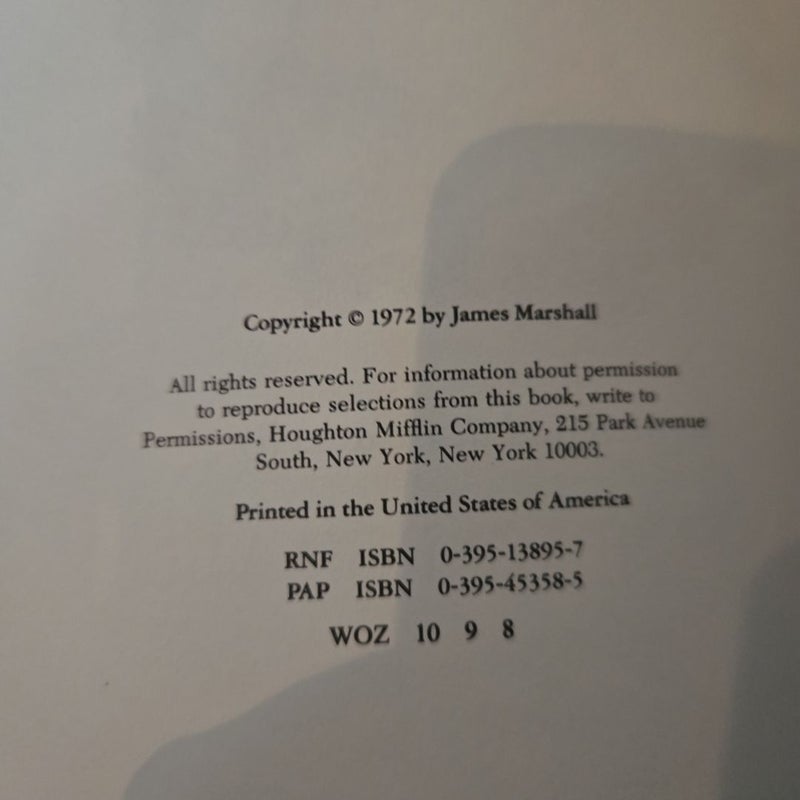 Copyright © 1972 by James Marshall
All rights reserved. For information about permission
to reproduce selections from this book, write to
Permissions, Houghton Mifflin Company, 215 Park Avenue
South, New York, New York 10003.
Printed in the United States of America
RNF ISBN 0-395-13895-7
PAP ISBN 0-395-45358-5
WOZ 10 9 8